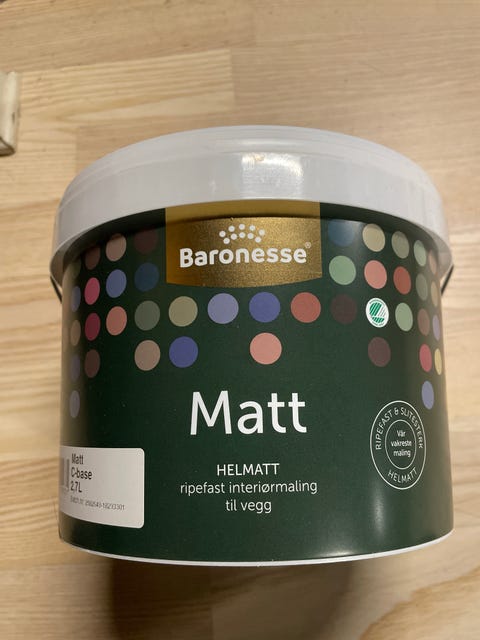 Baronesse®
Matt
HELMATT
ripefast interiørmaling
til vegg
RIPEFAST & SLITESTERK
Vår
vakreste
maling
HELMATT
Matt
C-base
2,7L